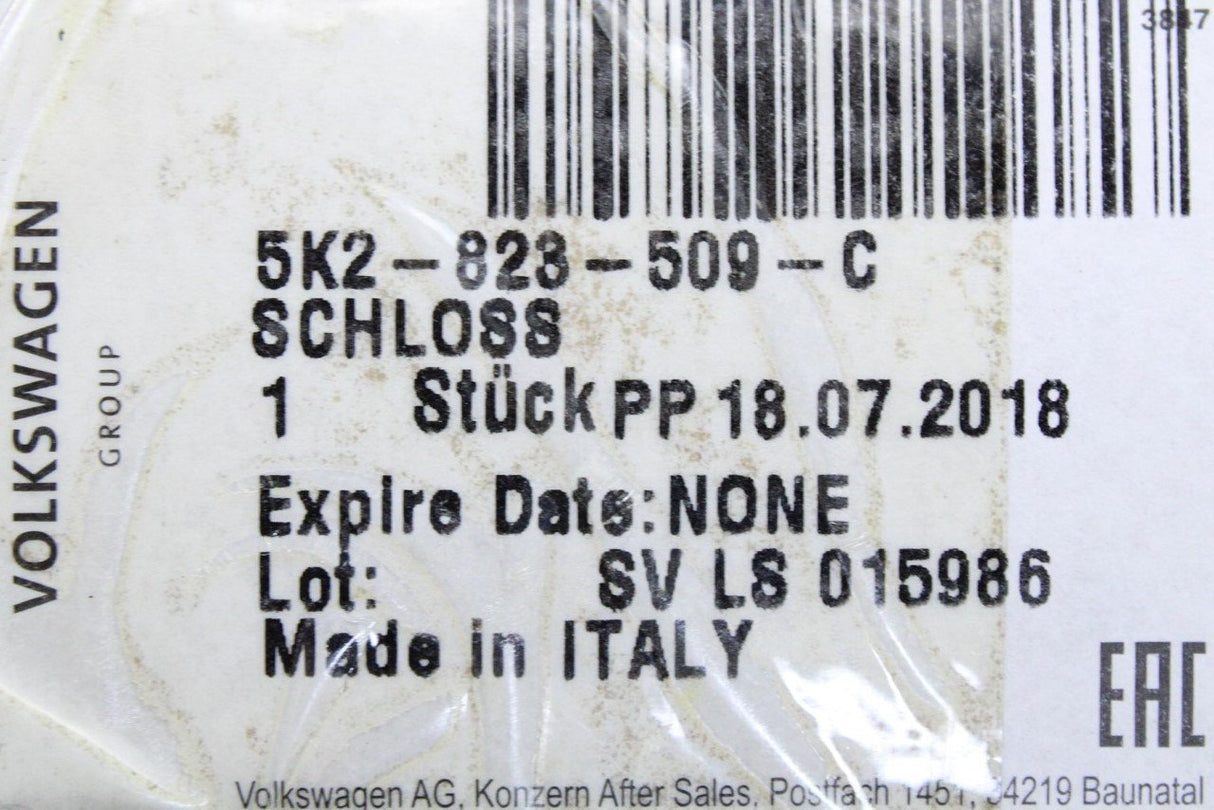 3847
VOLKSWAGEN
GROUP
5K2-823-509-C
SCHLOSS
1 Stück PP 18.07.2018
Expire Date:NONE
Lot: SV LS 015986
Made in ITALY
EAC
Volkswagen AG, Konzern After Sales, Postfach 1451, 34219 Baunatal